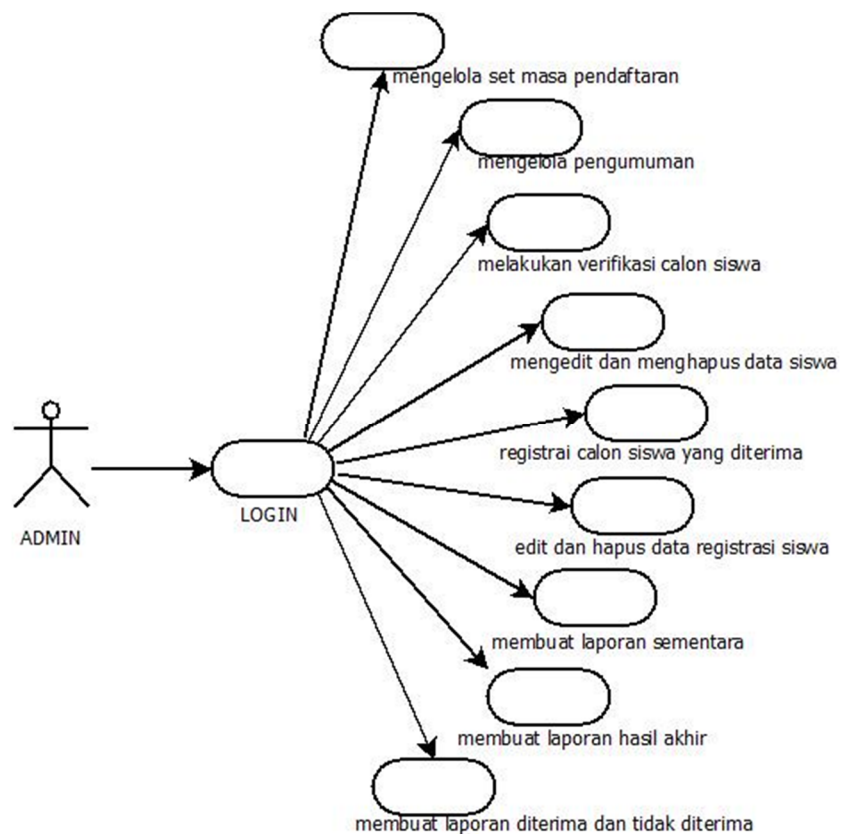 mengelola set masa pendaftaran
mengelola pengumuman
melakukan verifikasi calon siswa
mengedit dan menghapus data siswa
registrai calon siswa yang diterima
LOGIN
ADMIN
edit dan hapus data registrasi siswa
membuat laporan sementara
membuat laporan hasil akhir
membuat laporan diterima dan tidak diterima